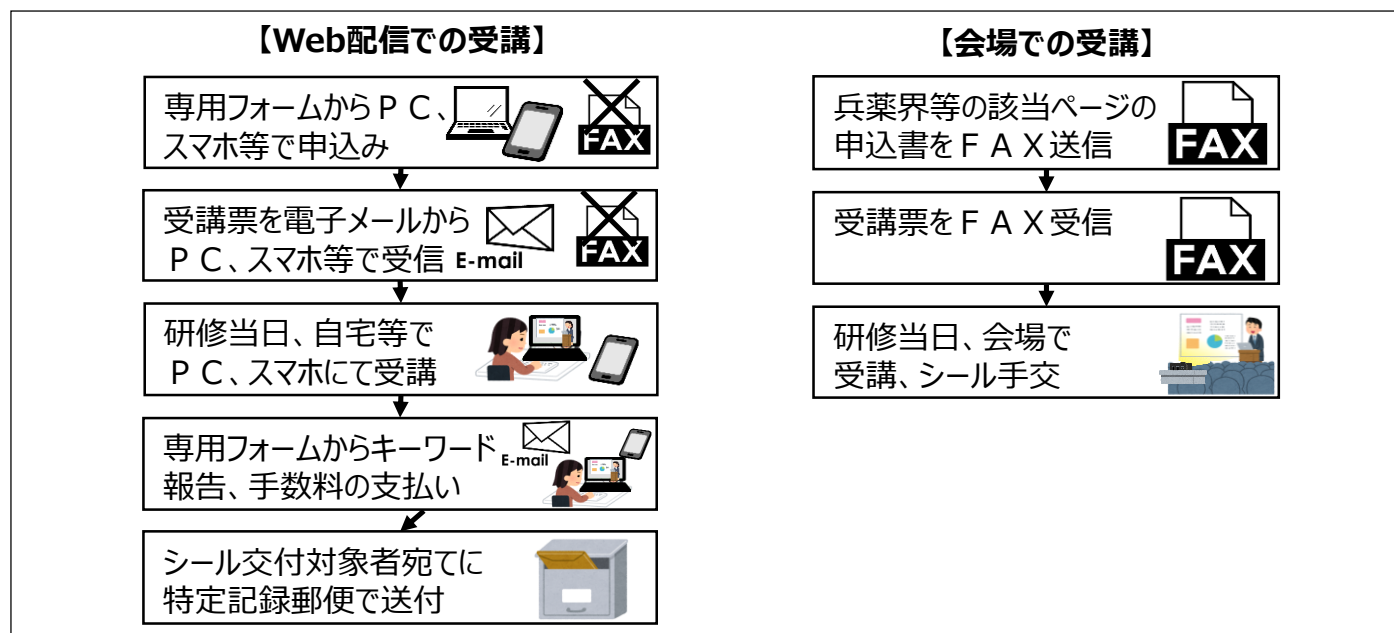 【Web配信での受講】
専用フォームからＰＣ、
スマホ等で申込み
FAX
受講票を電子メールから
ＰＣ、スマホ等で受信
E-mail
FAX
研修当日、自宅等で
ＰＣ、スマホにて受講
専用フォームからキーワード
報告、手数料の支払い
E-mail
シール交付対象者宛てに
特定記録郵便で送付
【会場での受講】
兵薬界等の該当ページの
申込書をＦＡＸ送信
FAX
受講票をＦＡＸ受信
FAX
研修当日、会場で
受講、シール手交